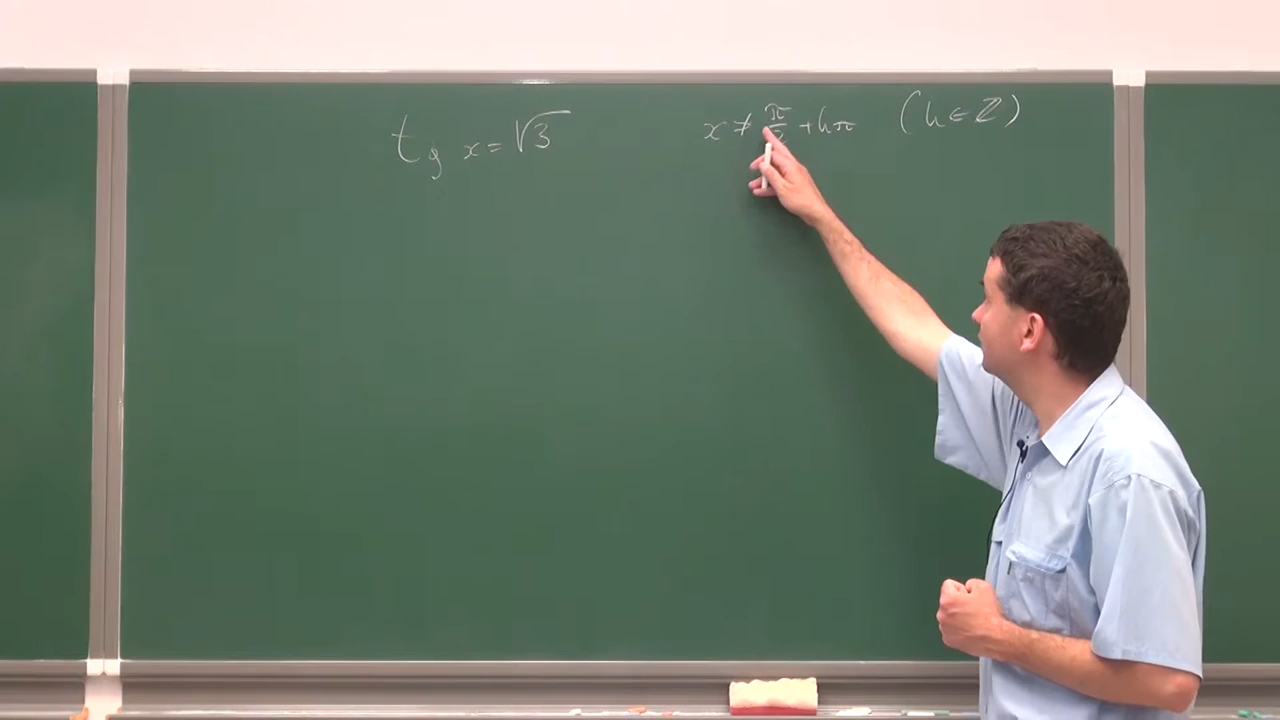 tg x = √3 x ≠ π/2 + kπ (k ∈ ℤ)